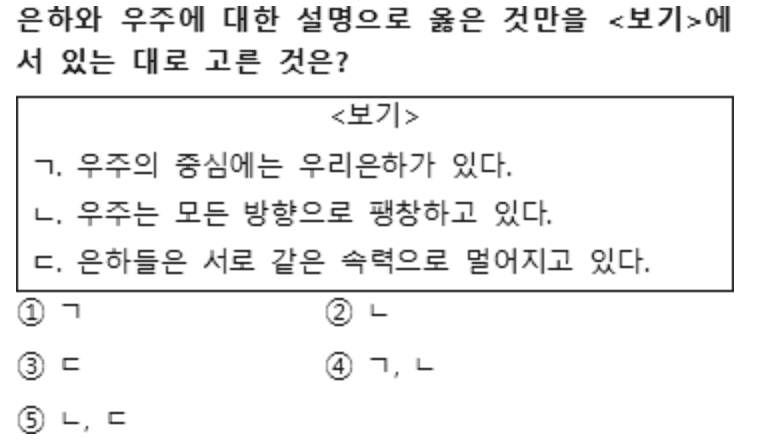 은하와 우주에 대한 설명으로 옳은 것만을 <보기>에
서 있는 대로 고른 것은?
<보기>
ㄱ. 우주의 중심에는 우리은하가 있다.
ㄴ. 우주는 모든 방향으로 팽창하고 있다.
ㄷ. 은하들은 서로 같은 속력으로 멀어지고 있다.
① ㄱ ② ㄴ
③ ㄷ ④ ㄱ, ㄴ
⑤ ㄴ, ㄷ